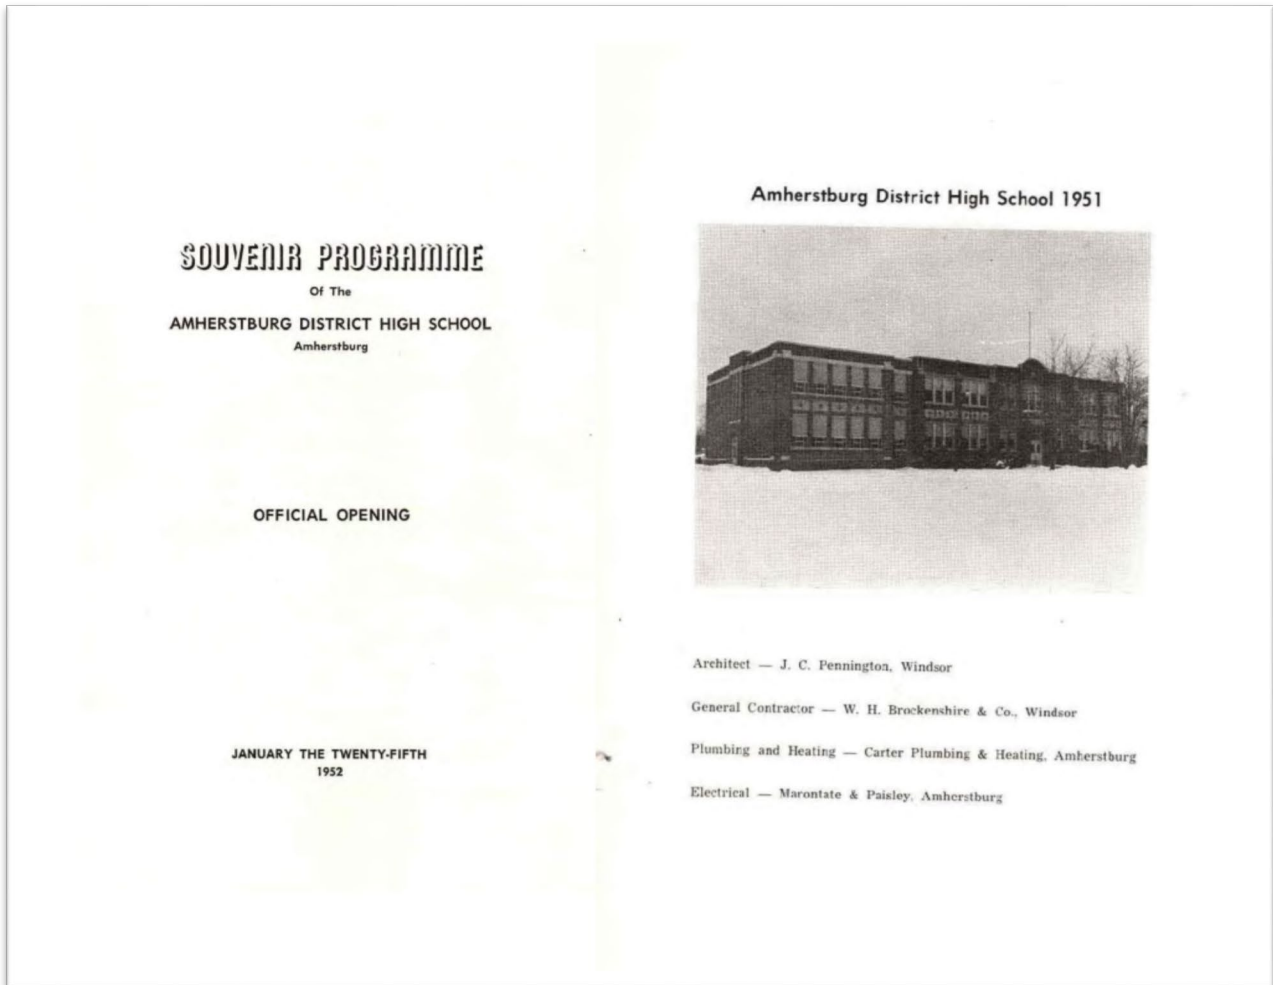 SOUVENIR PROGRAMME
Of The
AMHERSTBURG DISTRICT HIGH SCHOOL
Amherstburg
OFFICIAL OPENING
JANUARY THE TWENTY-FIFTH
1952
Amherstburg District High School 1951
Architect — J. C. Pennington, Windsor
General Contractor — W. H. Brockenshire & Co., Windsor
Plumbing and Heating — Carter Plumbing & Heating, Amherstburg
Electrical — Marontate & Paisley, Amherstburg